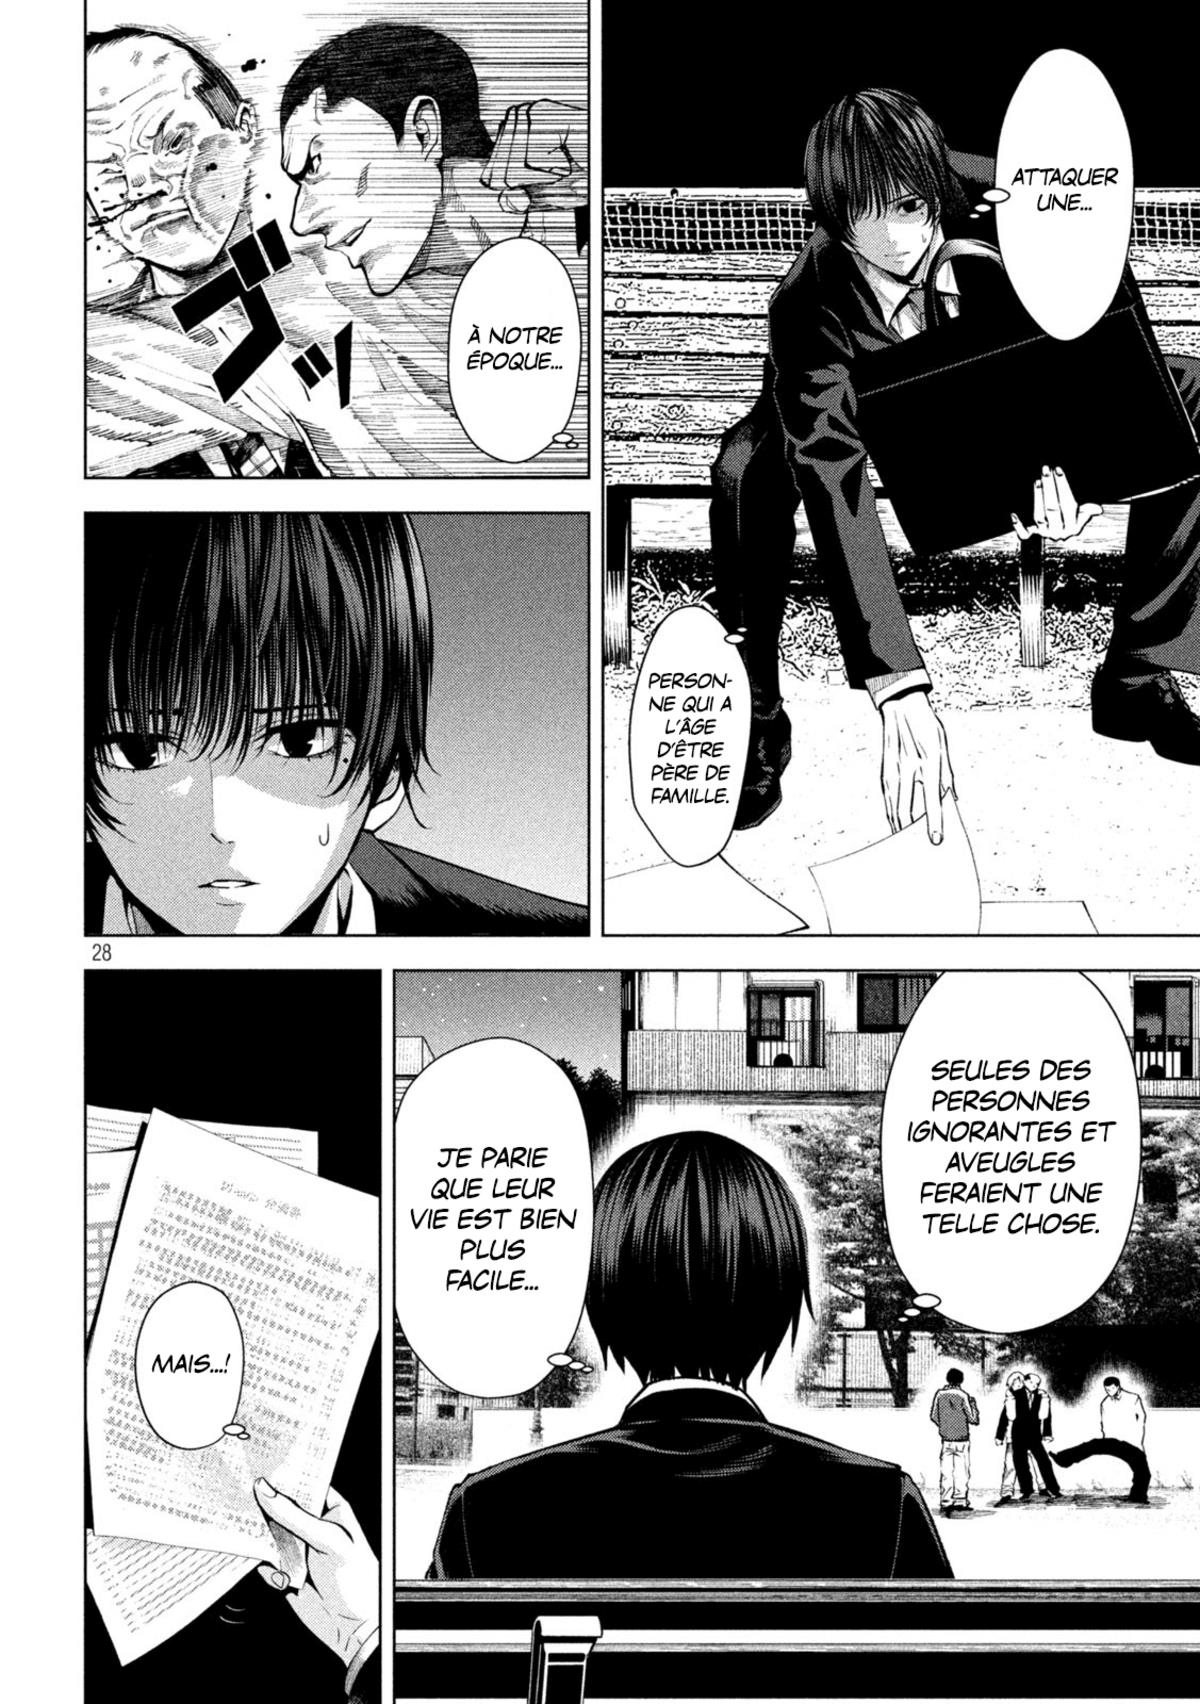 ATTAQUER
UNE...
PERSON-
NE QUI A
L'ÂGE
D'ÊTRE
PÈRE DE
FAMILLE.
À NOTRE
ÉPOQUE...
28
SEULES DES
PERSONNES
IGNORANTES ET
AVEUGLES
FERAIENT UNE
TELLE CHOSE.
JE PARIE
QUE LEUR
VIE EST BIEN
PLUS
FACILE...
MAIS...!